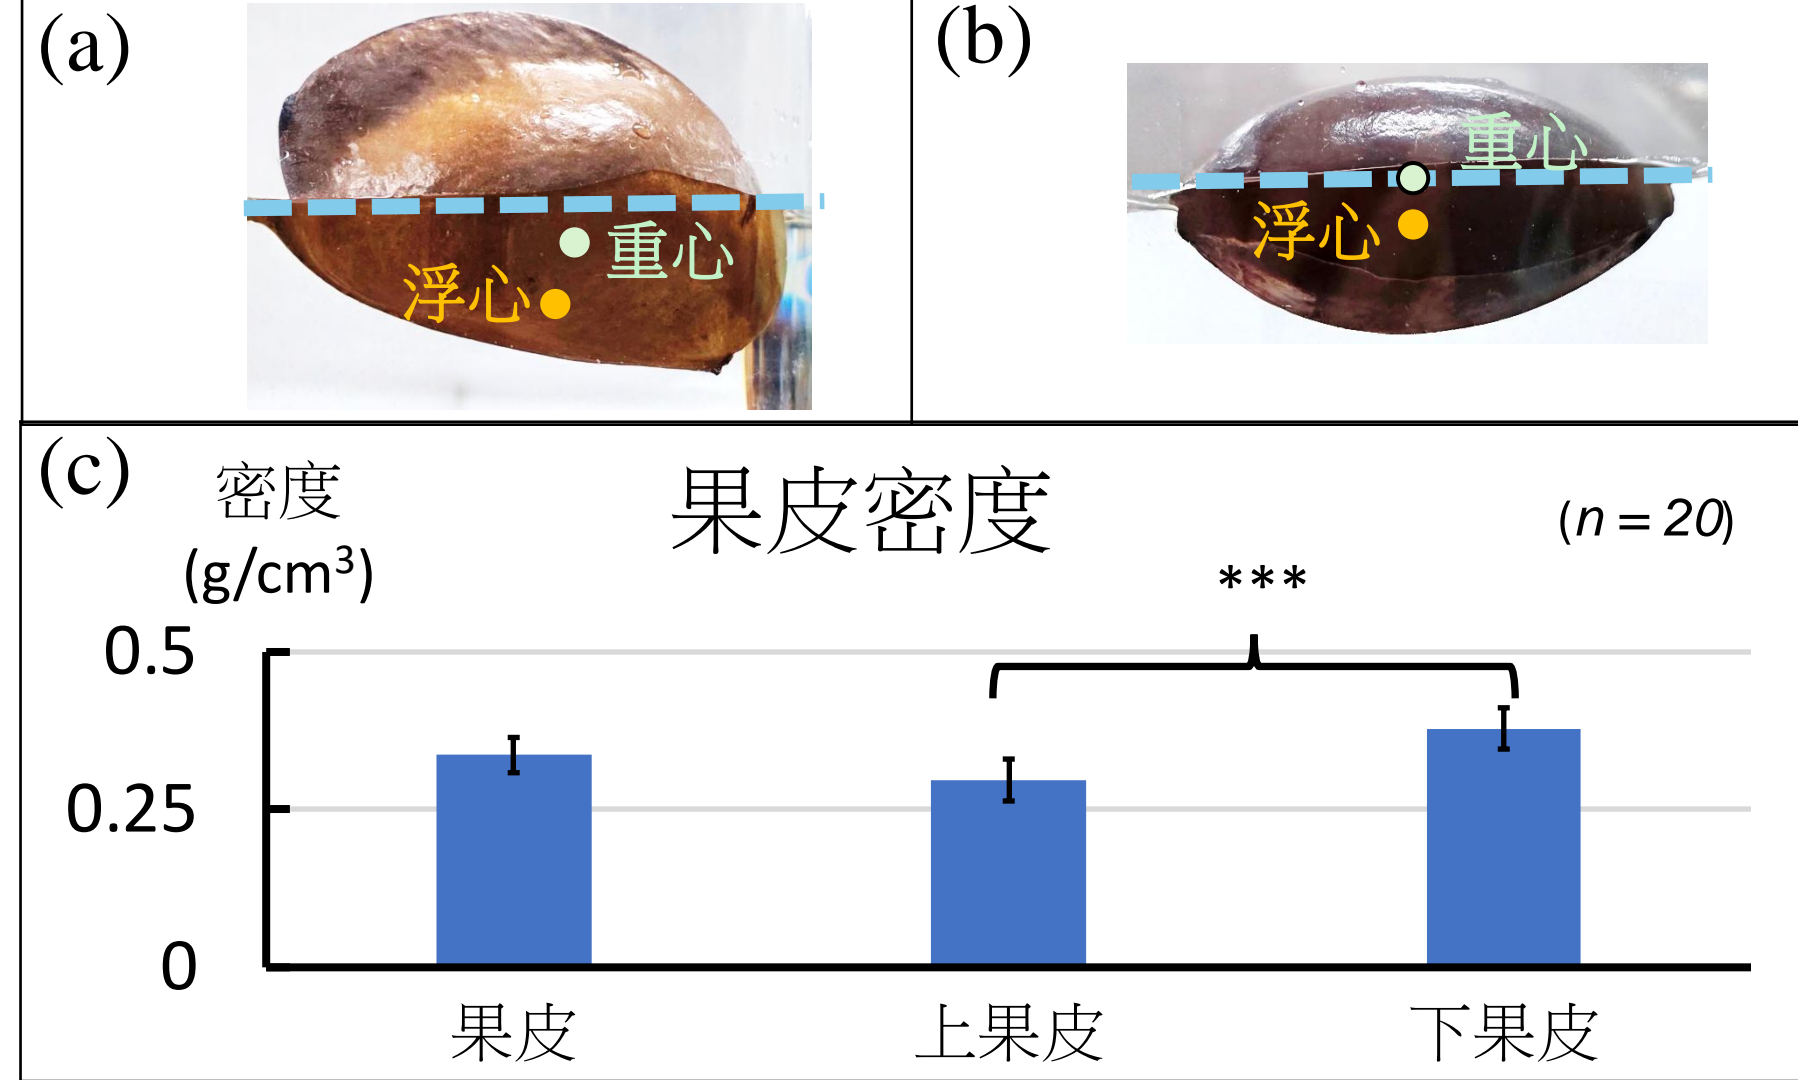 (a)
重心
浮心
(b)
重心
浮心
(c)
密度
(g/cm³)
果皮密度
(n = 20)
***
0.5
0.25
0
果皮
上果皮
下果皮